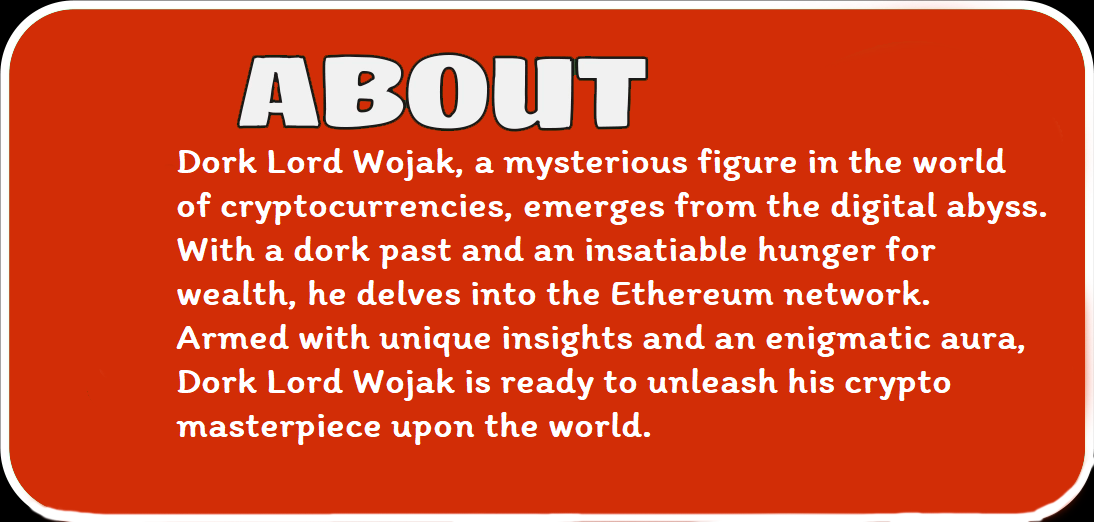 ABOUT
Dork Lord Wojak, a mysterious figure in the world
of cryptocurrencies, emerges from the digital abyss.
With a dork past and an insatiable hunger for
wealth, he delves into the Ethereum network.
Armed with unique insights and an enigmatic aura,
Dork Lord Wojak is ready to unleash his crypto
masterpiece upon the world.